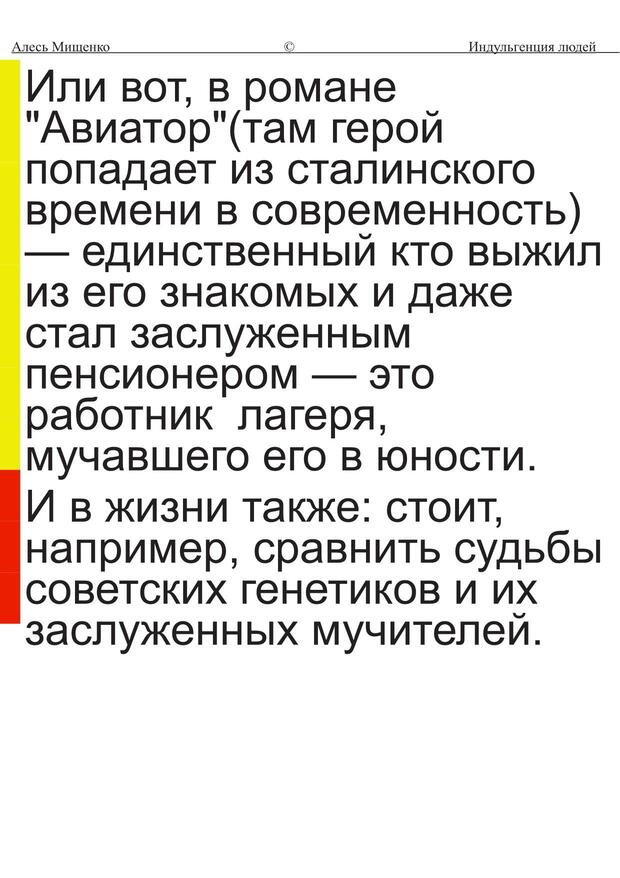 Алесь Мищенко © Индульгенция людей
Или вот, в романе
"Авиатор"(там герой
попадает из сталинского
времени в современность)
— единственный кто выжил
из его знакомых и даже
стал заслуженным
пенсионером — это
работник  лагеря,
мучавшего его в юности.
И в жизни также: стоит,
например, сравнить судьбы
советских генетиков и их
заслуженных мучителей.